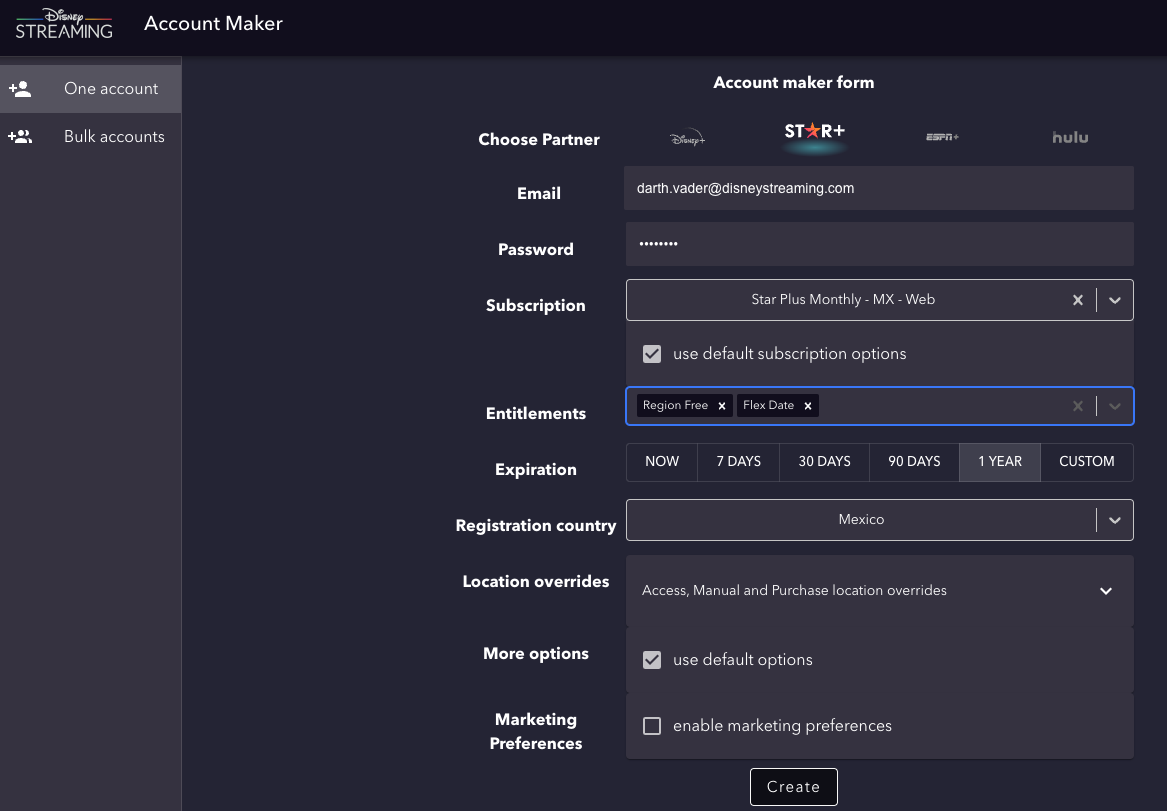 Disney
STREAMING
Account Maker
One account
Bulk accounts
Account maker form
Choose Partner
Disney+
STAR+
ESPN+
hulu
Email
darth.vader@disneystreaming.com
Password
••••••••
Subscription
Star Plus Monthly - MX - Web
use default subscription options
Entitlements
Region Free
Flex Date
Expiration
NOW
7 DAYS
30 DAYS
90 DAYS
1 YEAR
CUSTOM
Registration country
Mexico
Location overrides
Access, Manual and Purchase location overrides
More options
use default options
Marketing
Preferences
enable marketing preferences
Create